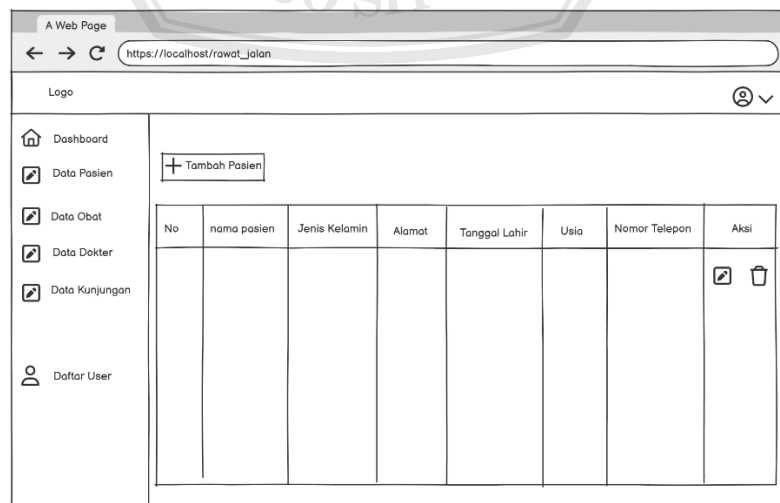 A Web Page
https://localhost/rawat_jalan
Logo
Dashboard
Data Pasien
Data Obat
Data Dokter
Data Kunjungan
Daftar User
Tambah Pasien
No nama pasien Jenis Kelamin Alamat Tanggal Lahir Usia Nomor Telepon Aksi